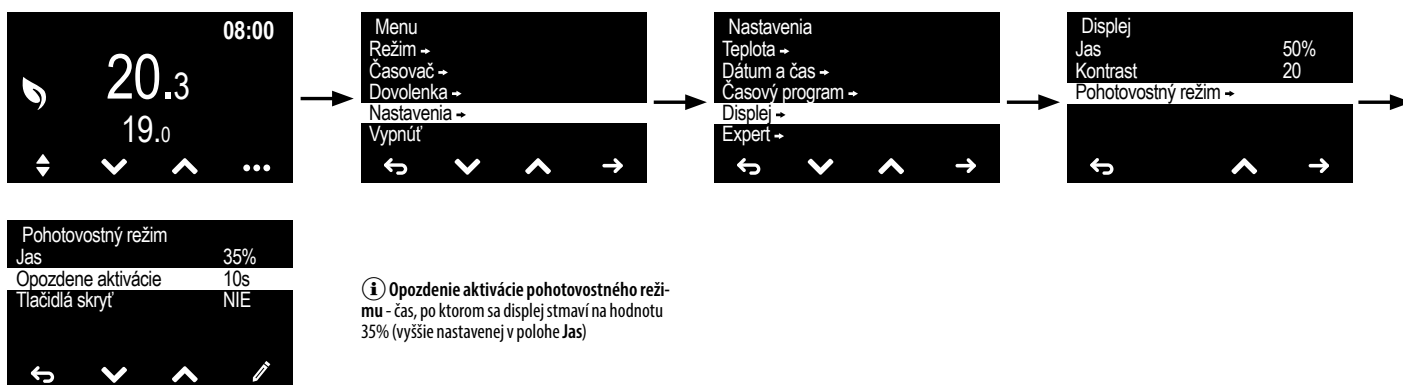 08:00
20.3
19.0
Menu
Režim
Časovač
Dovolenka
Nastavenia
Vypnúť
Nastavenia
Teplota
Dátum a čas
Časový program
Displej
Expert
Displej
Jas 50%
Kontrast 20
Pohotovostný režim
Pohotovostný režim
Jas 35%
Opozdene aktivácie 10s
Tlačidlá skryť NIE
i Opozdenie aktivácie pohotovostného reži-
mu - čas, po ktorom sa displej stmaví na hodnotu
35% (vyššie nastavenej v polohe Jas)